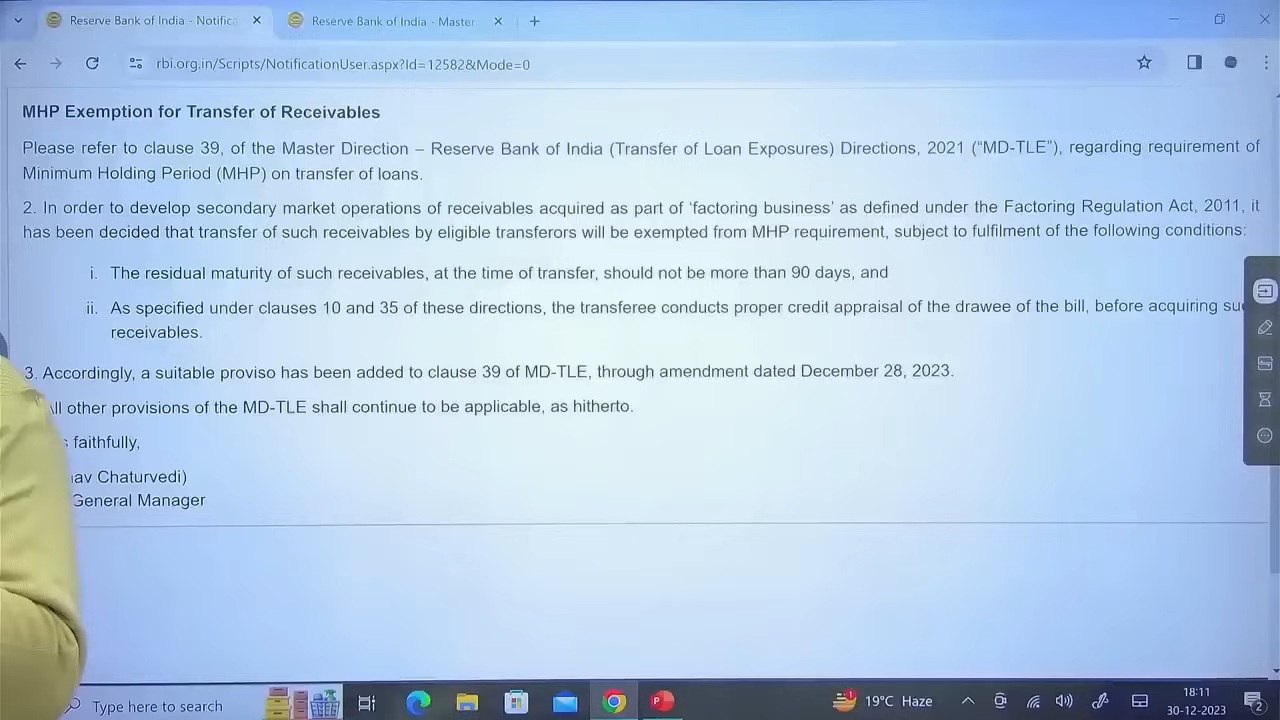 Reserve Bank of India - Notific
Reserve Bank of India - Master
rbi.org.in/Scripts/NotificationUser.aspx?Id=12582&Mode=0
MHP Exemption for Transfer of Receivables
Please refer to clause 39, of the Master Direction – Reserve Bank of India (Transfer of Loan Exposures) Directions, 2021 (“MD-TLE”), regarding requirement of
Minimum Holding Period (MHP) on transfer of loans.
2. In order to develop secondary market operations of receivables acquired as part of ‘factoring business’ as defined under the Factoring Regulation Act, 2011, it
has been decided that transfer of such receivables by eligible transferors will be exempted from MHP requirement, subject to fulfilment of the following conditions:
i. The residual maturity of such receivables, at the time of transfer, should not be more than 90 days, and
ii. As specified under clauses 10 and 35 of these directions, the transferee conducts proper credit appraisal of the drawee of the bill, before acquiring su
receivables.
3. Accordingly, a suitable proviso has been added to clause 39 of MD-TLE, through amendment dated December 28, 2023.
ll other provisions of the MD-TLE shall continue to be applicable, as hitherto.
faithfully,
av Chaturvedi)
General Manager
Type here to search
1
P
19°C Haze
18:11
30-12-2023
2